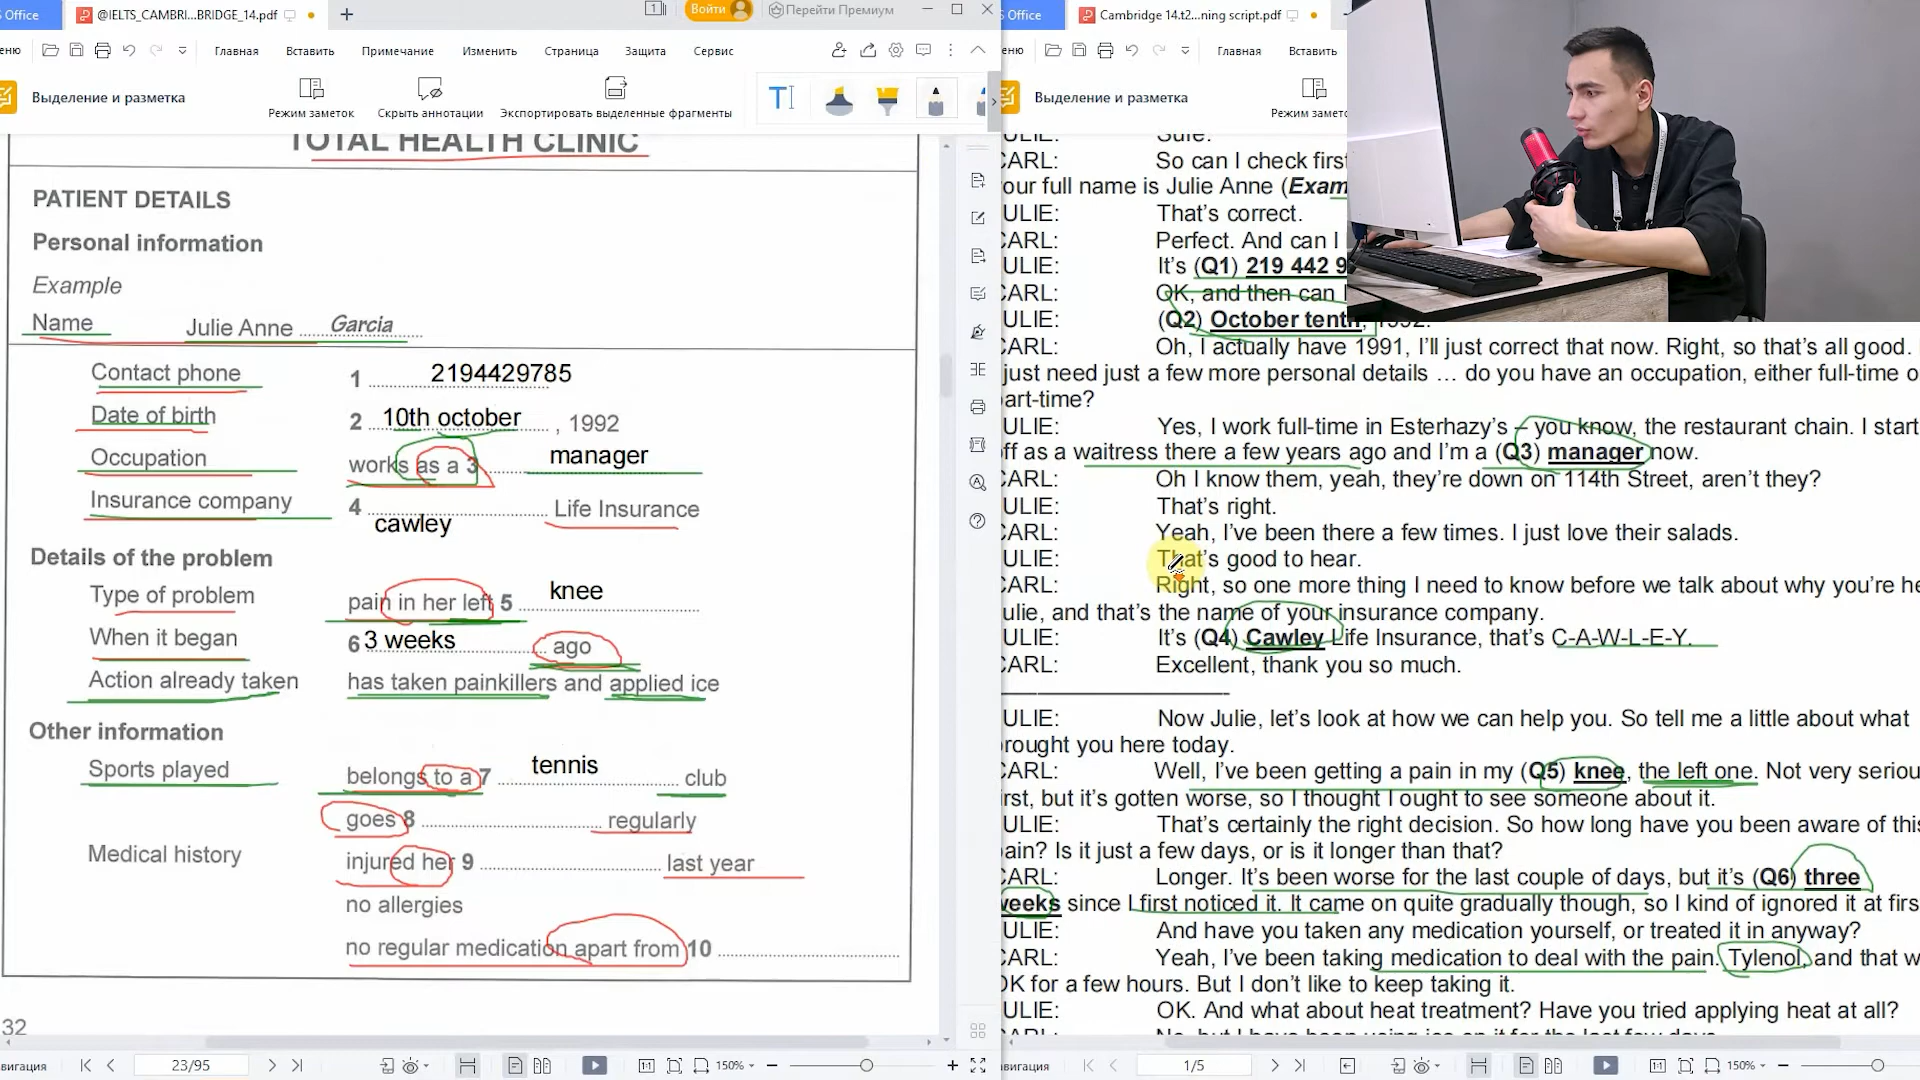 Office
@IELTS_CAMBRI...BRIDGE_14.pdf
Войти
Перейти Премиум
Главная
Вставить
Примечание
Изменить
Страница
Защита
Сервис
Выделение и разметка
Режим заметок
Скрыть аннотации
Экспортировать выделенные фрагменты
TOTAL HEALTH CLINIC
PATIENT DETAILS
Personal information
Example
Name Julie Anne Garcia
Contact phone 1 2194429785
Date of birth 2 10th october , 1992
Occupation works as a 3 manager
Insurance company 4 cawley Life Insurance
Details of the problem
Type of problem pain in her left 5 knee
When it began 6 3 weeks ago
Action already taken has taken painkillers and applied ice
Other information
Sports played belongs to a 7 tennis club
goes 8 regularly
Medical history injured her 9 last year
no allergies
no regular medication apart from 10
32
23/95
150%
Office
Cambridge 14.t2...ning script.pdf
Главная
Вставить
Выделение и разметка
Режим
CARL: So can I check first
your full name is Julie Anne (Exam
JULIE: That's correct.
CARL: Perfect. And can I
JULIE: It's (Q1) 219 442 9
CARL: OK, and then can
JULIE: (Q2) October tenth, 1992.
CARL: Oh, I actually have 1991, I'll just correct that now. Right, so that's all good.
just need just a few more personal details … do you have an occupation, either full-time o
part-time?
JULIE: Yes, I work full-time in Esterhazy's – you know, the restaurant chain. I start
off as a waitress there a few years ago and I'm a (Q3) manager now.
CARL: Oh I know them, yeah, they're down on 114th Street, aren't they?
JULIE: That's right.
CARL: Yeah, I've been there a few times. I just love their salads.
JULIE: That's good to hear.
CARL: Right, so one more thing I need to know before we talk about why you're he
Julie, and that's the name of your insurance company.
JULIE: It's (Q4) Cawley Life Insurance, that's C-A-W-L-E-Y.
CARL: Excellent, thank you so much.
JULIE: Now Julie, let's look at how we can help you. So tell me a little about what
brought you here today.
CARL: Well, I've been getting a pain in my (Q5) knee, the left one. Not very seriou
first, but it's gotten worse, so I thought I ought to see someone about it.
JULIE: That's certainly the right decision. So how long have you been aware of this
pain? Is it just a few days, or is it longer than that?
CARL: Longer. It's been worse for the last couple of days, but it's (Q6) three
weeks since I first noticed it. It came on quite gradually though, so I kind of ignored it at firs
JULIE: And have you taken any medication yourself, or treated it in anyway?
CARL: Yeah, I've been taking medication to deal with the pain. Tylenol, and that w
OK for a few hours. But I don't like to keep taking it.
JULIE: OK. And what about heat treatment? Have you tried applying heat at all?
1/5
150%